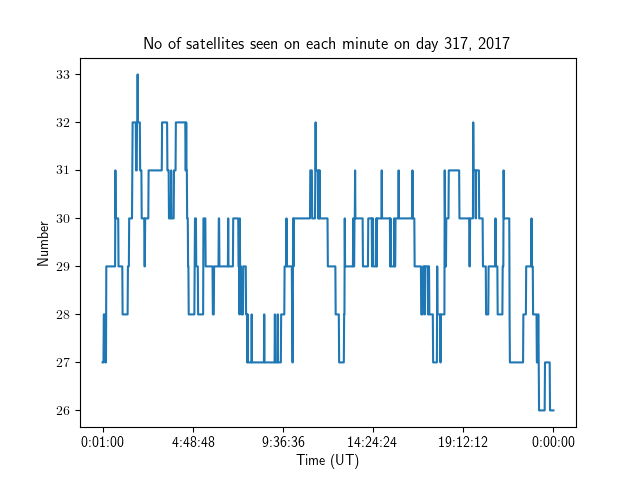 No of satellites seen on each minute on day 317, 2017
33
32
31
30
29
28
27
26
Number
0:01:00 4:48:48 9:36:36 14:24:24 19:12:12 0:00:00
Time (UT)